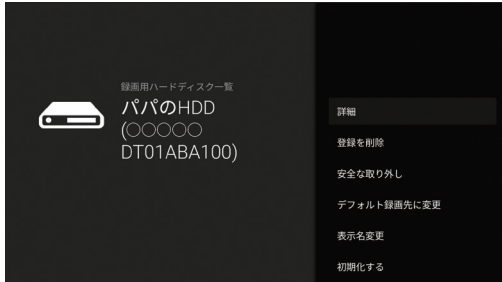 録画用ハードディスク一覧
パパのHDD
(○○○○○
DT01ABA100)
詳細
登録を削除
安全な取り外し
デフォルト録画先に変更
表示名変更
初期化する